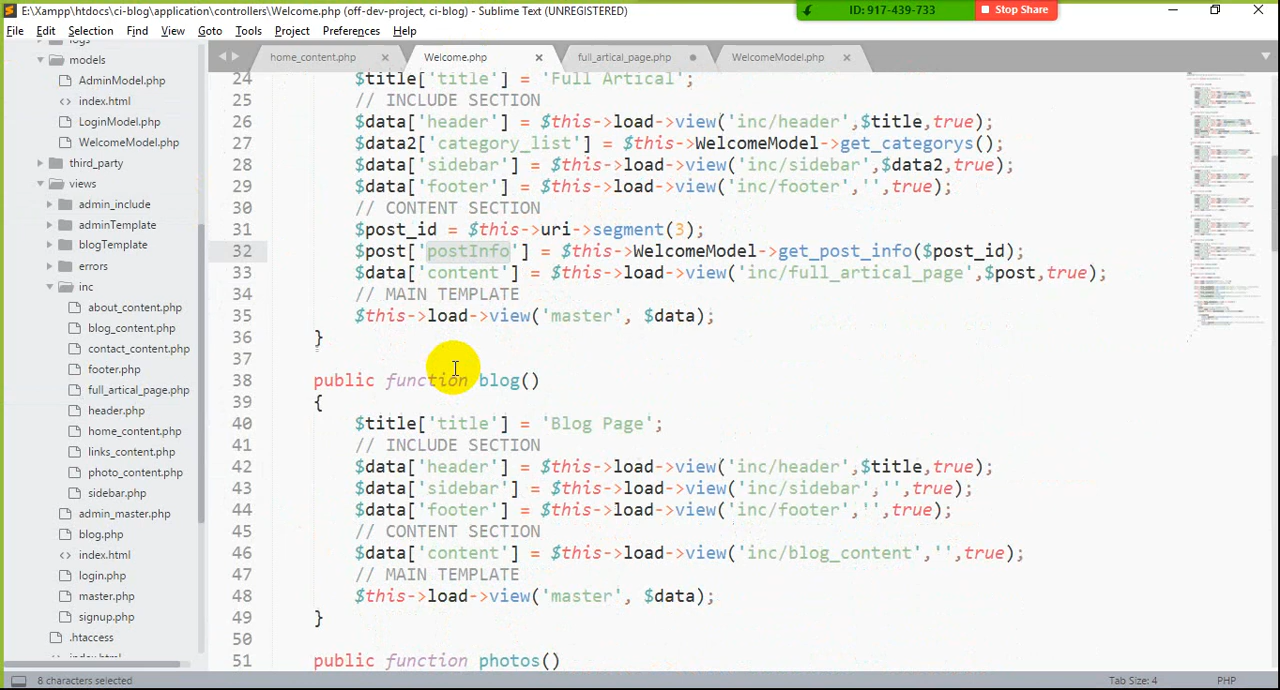 E:\Xampp\htdocs\ci-blog\application\controllers\Welcome.php (off-dev-project, ci-blog) - Sublime Text (UNREGISTERED)
ID: 917-439-733
Stop Share
File Edit Selection Find View Goto Tools Project Preferences Help
home_content.php
Welcome.php
full_artical_page.php
WelcomeModel.php
logs
models
AdminModel.php
index.html
LoginModel.php
WelcomeModel.php
third_party
views
admin_include
adminTemplate
blogTemplate
errors
inc
about_content.php
blog_content.php
contact_content.php
footer.php
full_artical_page.php
header.php
home_content.php
links_content.php
photo_content.php
sidebar.php
admin_master.php
blog.php
index.html
login.php
master.php
signup.php
.htaccess
index.html
24 $title['title'] = 'Full Artical';
25 // INCLUDE SECTION
26 $data['header'] = $this->load->view('inc/header',$title,true);
27 $data2['category_list'] = $this->WelcomeModel->get_categorys();
28 $data['sidebar'] = $this->load->view('inc/sidebar',$data2,true);
29 $data['footer'] = $this->load->view('inc/footer','',true);
30 // CONTENT SECTION
31 $post_id = $this->uri->segment(3);
32 $post['postInfo'] = $this->WelcomeModel->get_post_info($post_id);
33 $data['content'] = $this->load->view('inc/full_artical_page',$post,true);
34 // MAIN TEMPLATE
35 $this->load->view('master', $data);
36 }
37
38 public function blog()
39 {
40 $title['title'] = 'Blog Page';
41 // INCLUDE SECTION
42 $data['header'] = $this->load->view('inc/header',$title,true);
43 $data['sidebar'] = $this->load->view('inc/sidebar','',true);
44 $data['footer'] = $this->load->view('inc/footer','',true);
45 // CONTENT SECTION
46 $data['content'] = $this->load->view('inc/blog_content','',true);
47 // MAIN TEMPLATE
48 $this->load->view('master', $data);
49 }
50
51 public function photos()
8 characters selected
Tab Size: 4
PHP